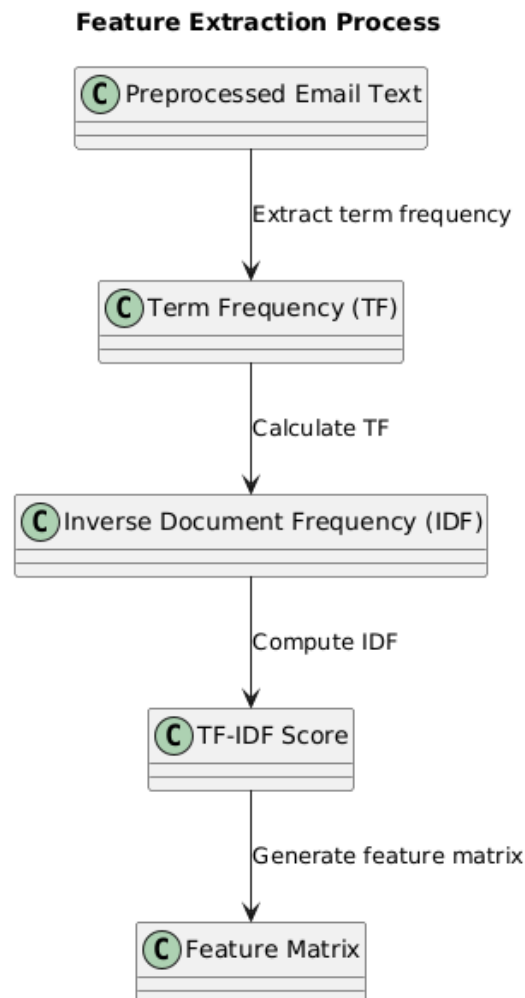 Feature Extraction Process
C Preprocessed Email Text
Extract term frequency
C Term Frequency (TF)
Calculate TF
C Inverse Document Frequency (IDF)
Compute IDF
C TF-IDF Score
Generate feature matrix
C Feature Matrix